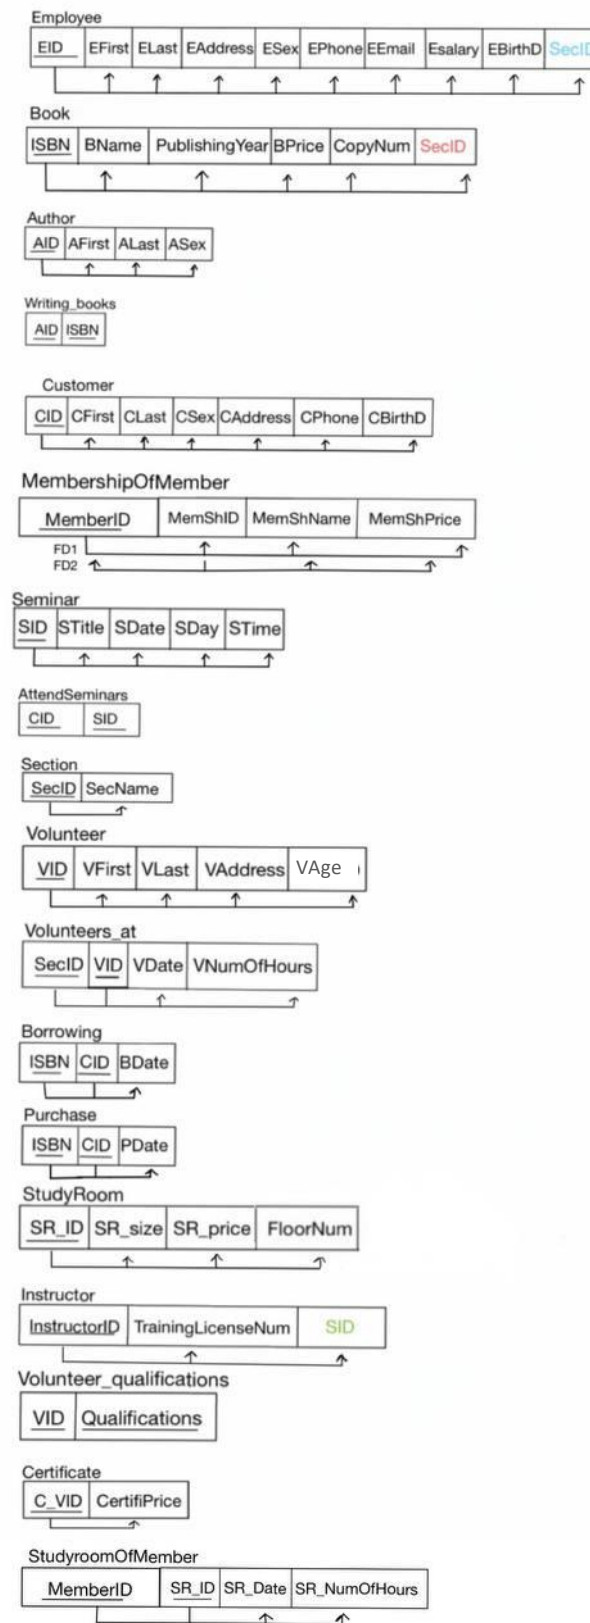 Employee
EID EFirst ELast EAddress ESex EPhone EEmail Esalary EBirthD SecID
Book
ISBN BName PublishingYear BPrice CopyNum SecID
Author
AID AFirst ALast ASex
Writing_books
AID ISBN
Customer
CID CFirst CLast CSex CAddress CPhone CBirthD
MembershipOfMember
MemberID MemShID MemShName MemShPrice
FD1
FD2
Seminar
SID STitle SDate SDay STime
AttendSeminars
CID SID
Section
SecID SecName
Volunteer
VID VFirst VLast VAddress VAge
Volunteers_at
SecID VID VDate VNumOfHours
Borrowing
ISBN CID BDate
Purchase
ISBN CID PDate
StudyRoom
SR_ID SR_size SR_price FloorNum
Instructor
InstructorID TrainingLicenseNum SID
Volunteer_qualifications
VID Qualifications
Certificate
C_VID CertifiPrice
StudyroomOfMember
MemberID SR_ID SR_Date SR_NumOfHours